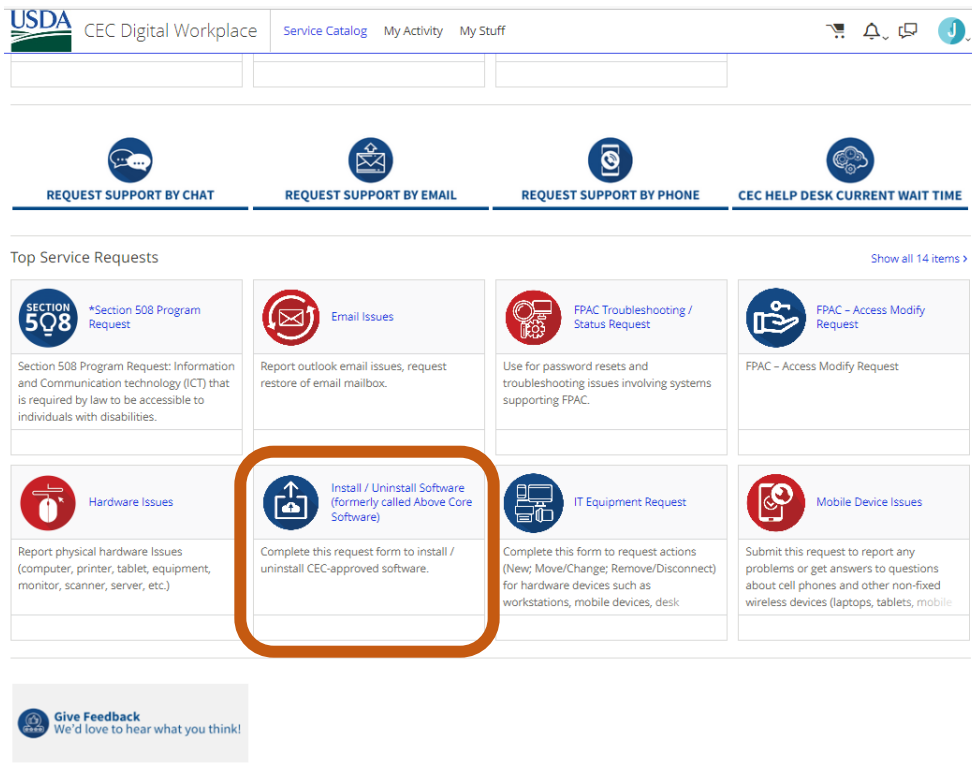 USDA
CEC Digital Workplace
Service Catalog My Activity My Stuff
J
REQUEST SUPPORT BY CHAT
REQUEST SUPPORT BY EMAIL
REQUEST SUPPORT BY PHONE
CEC HELP DESK CURRENT WAIT TIME
Top Service Requests
Show all 14 items >
SECTION
508
*Section 508 Program
Request
Section 508 Program Request: Information
and Communication technology (ICT) that
is required by law to be accessible to
individuals with disabilities.
Email Issues
Report outlook email issues, request
restore of email mailbox.
FPAC Troubleshooting /
Status Request
Use for password resets and
troubleshooting issues involving systems
supporting FPAC.
FPAC – Access Modify
Request
FPAC – Access Modify Request
Hardware Issues
Report physical hardware Issues
(computer, printer, tablet, equipment,
monitor, scanner, server, etc.)
Install / Uninstall Software
(formerly called Above Core
Software)
Complete this request form to install /
uninstall CEC-approved software.
IT Equipment Request
Complete this form to request actions
(New; Move/Change; Remove/Disconnect)
for hardware devices such as
workstations, mobile devices, desk
Mobile Device Issues
Submit this request to report any
problems or get answers to questions
about cell phones and other non-fixed
wireless devices (laptops, tablets, mobile
Give Feedback
We'd love to hear what you think!